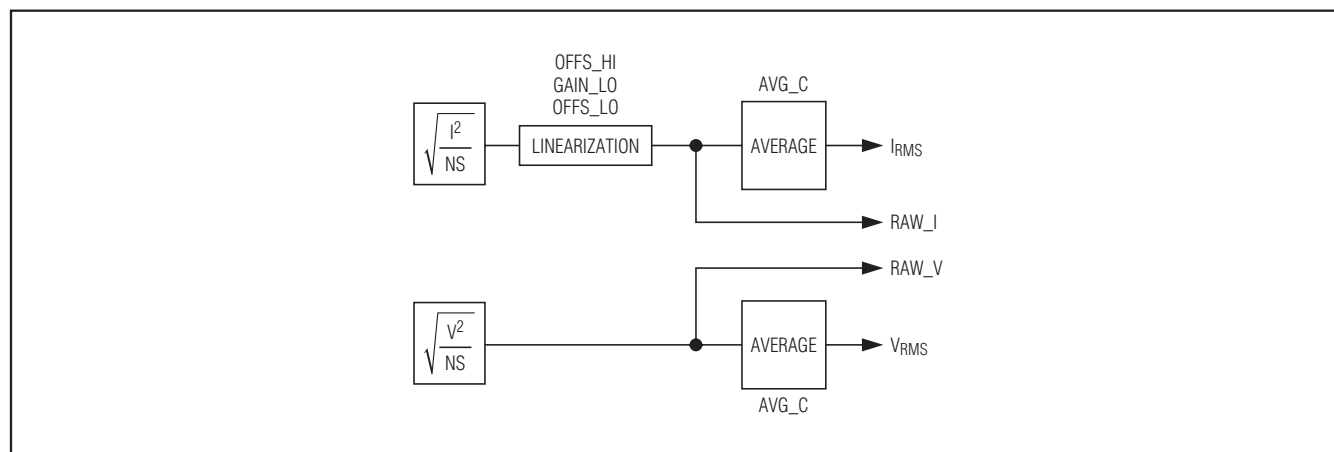 OFFS_HI
GAIN_LO
OFFS_LO
AVG_C
√(I²/NS)
LINEARIZATION
AVERAGE
IRMS
RAW_I
RAW_V
√(V²/NS)
AVERAGE
VRMS
AVG_C